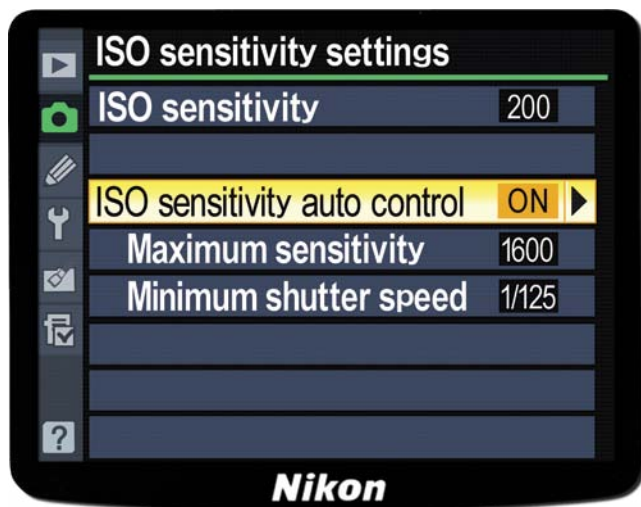 ISO sensitivity settings
ISO sensitivity 200
ISO sensitivity auto control ON
Maximum sensitivity 1600
Minimum shutter speed 1/125
?
Nikon